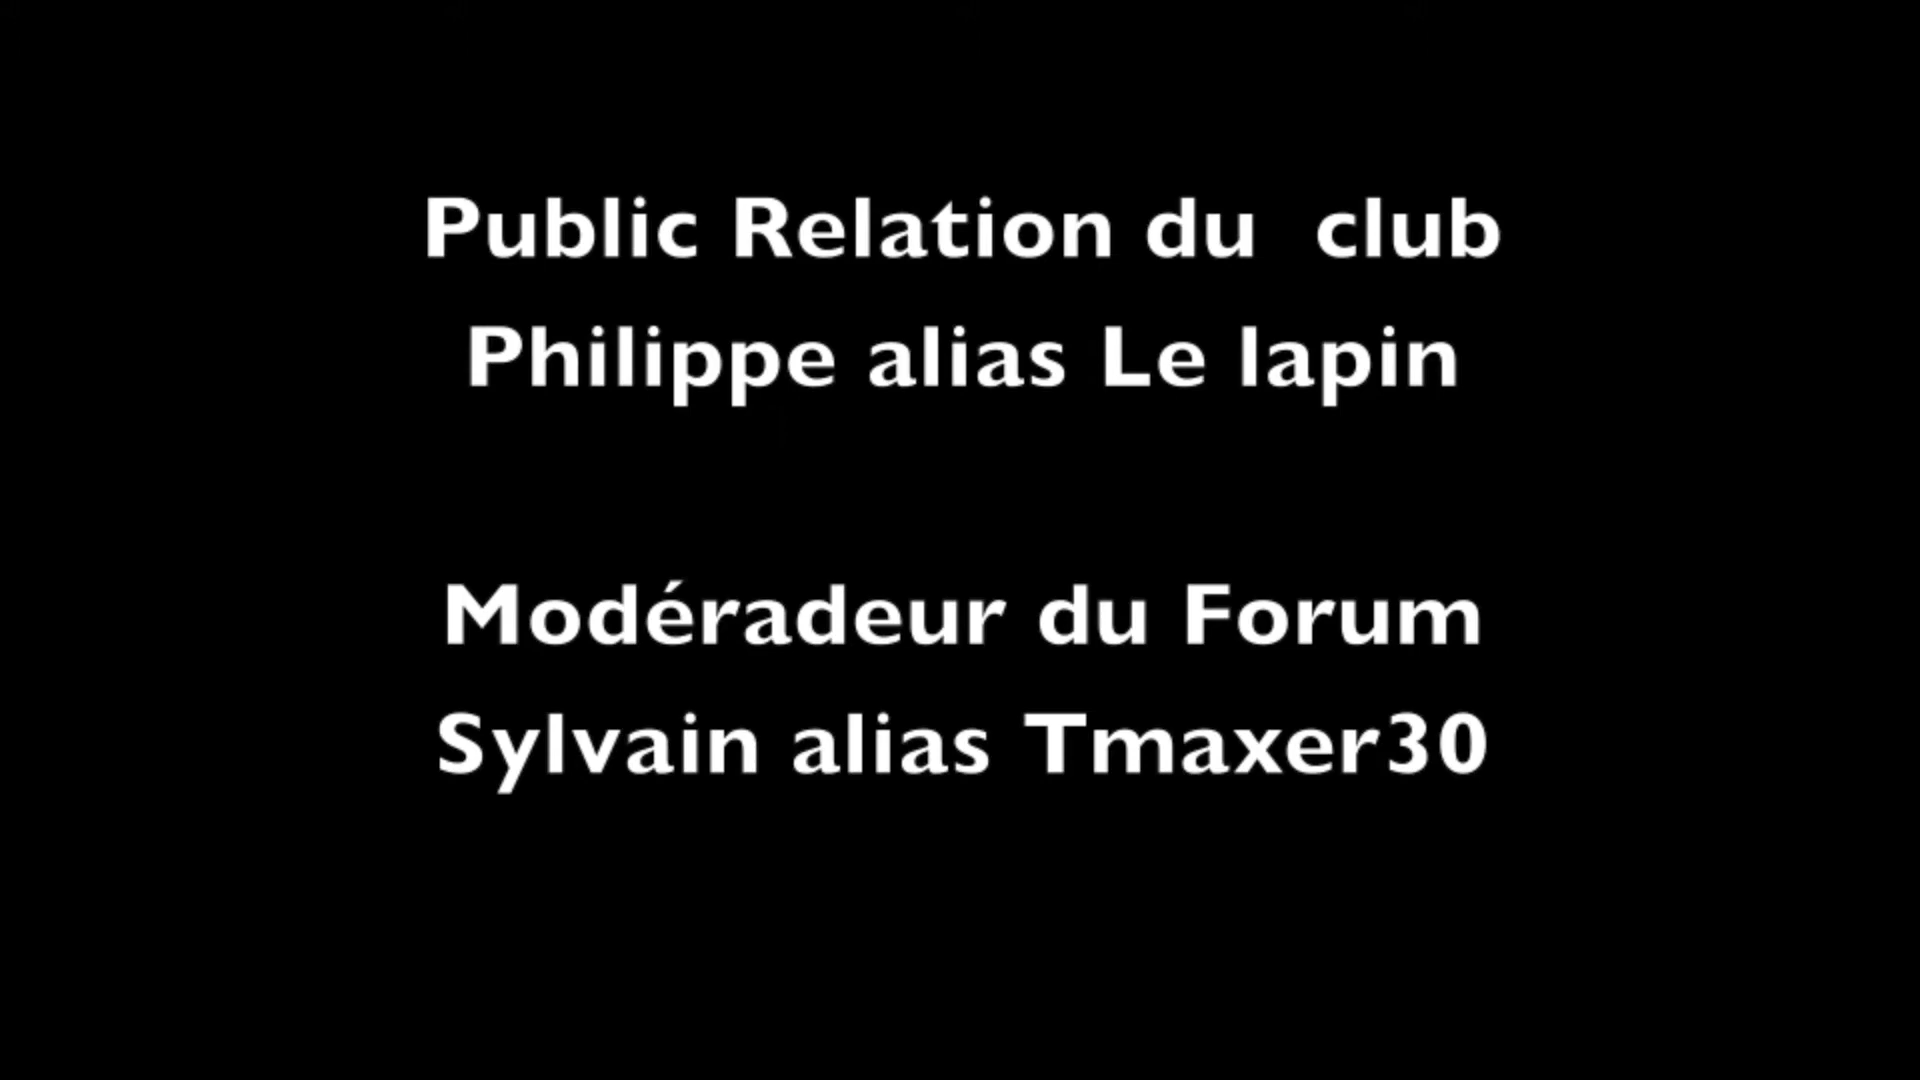 Public Relation du  club
Philippe alias Le lapin
Modéradeur du Forum
Sylvain alias Tmaxer30